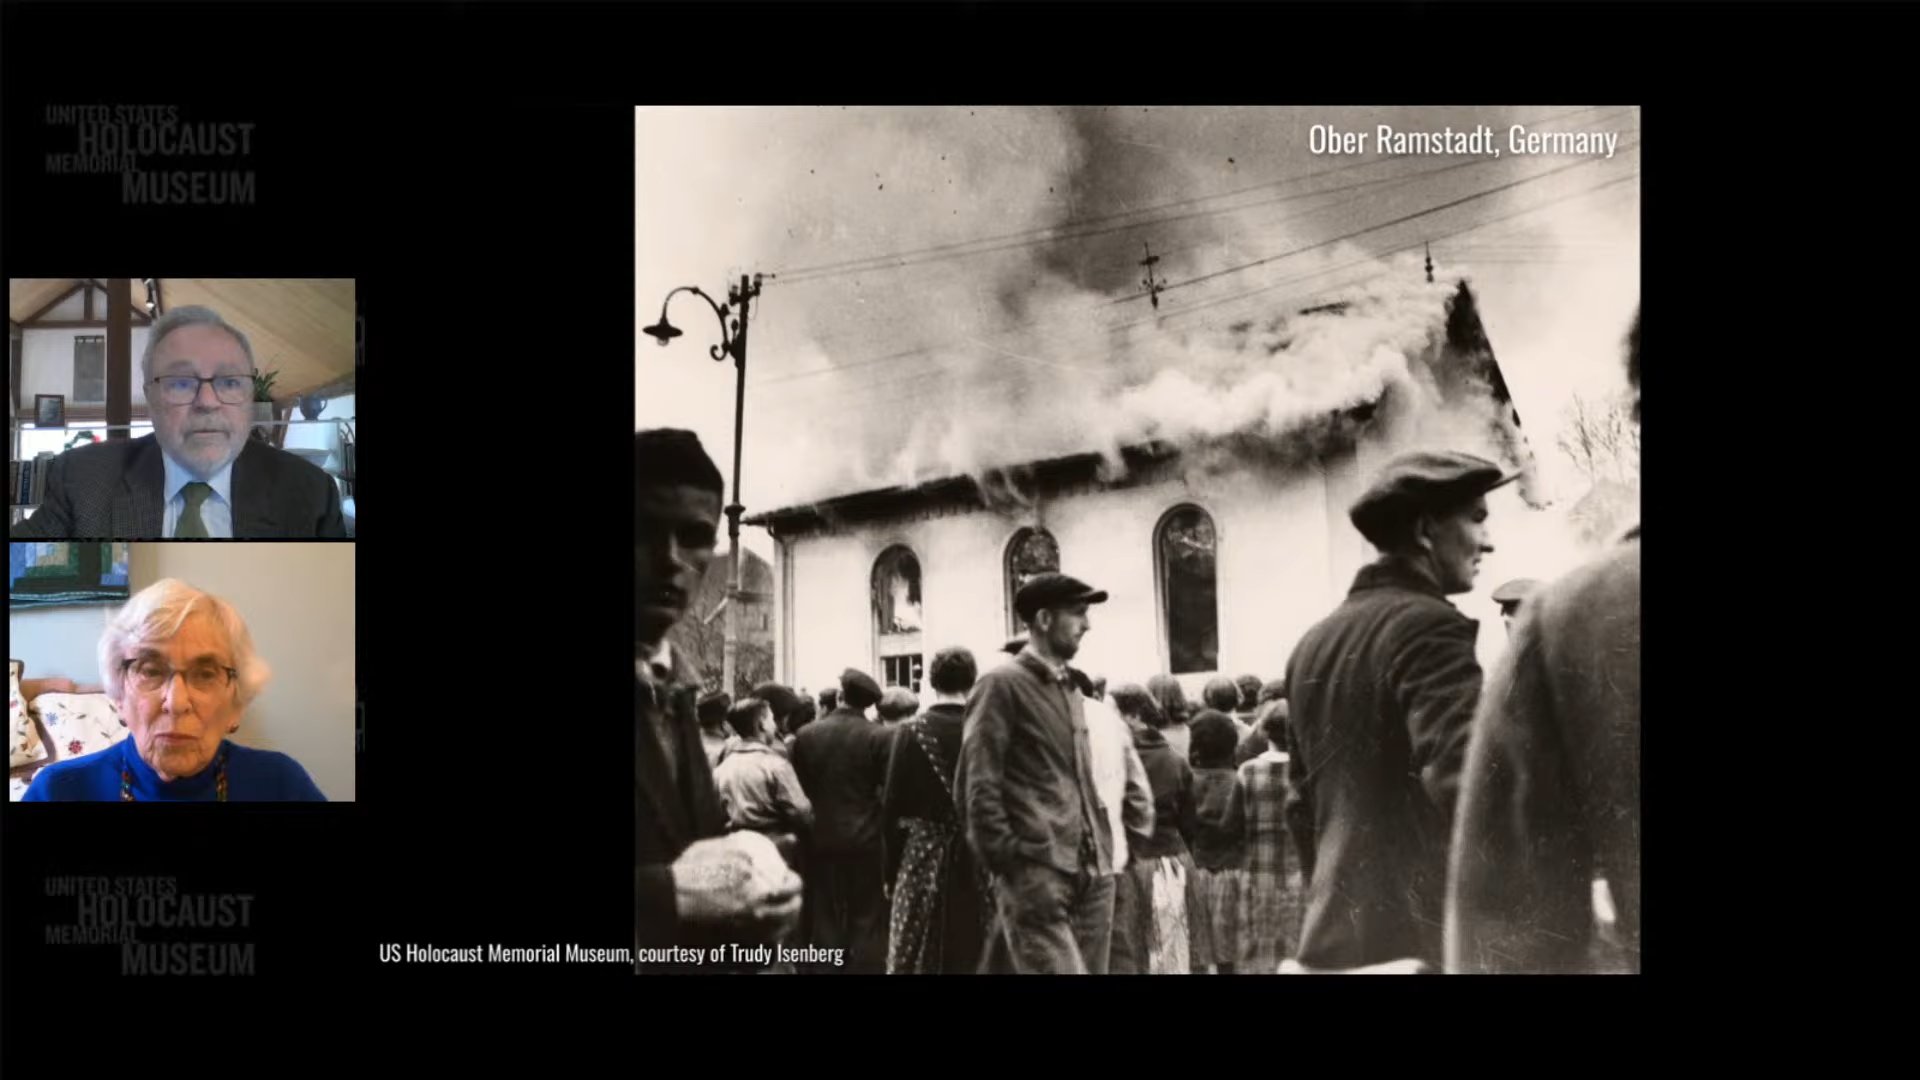 UNITED STATES
HOLOCAUST
MEMORIAL
MUSEUM
Ober Ramstadt, Germany
US Holocaust Memorial Museum, courtesy of Trudy Isenberg
UNITED STATES
HOLOCAUST
MEMORIAL
MUSEUM